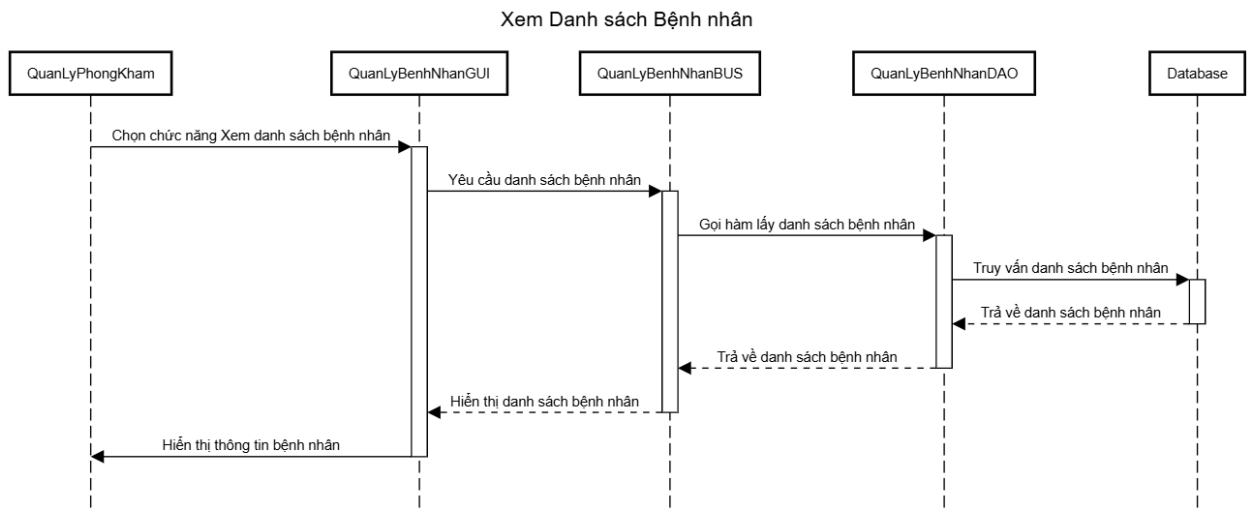 Xem Danh sách Bệnh nhân
QuanLyPhongKham
QuanLyBenhNhanGUI
QuanLyBenhNhanBUS
QuanLyBenhNhanDAO
Database
Chọn chức năng Xem danh sách bệnh nhân
Yêu cầu danh sách bệnh nhân
Gọi hàm lấy danh sách bệnh nhân
Truy vấn danh sách bệnh nhân
Trả về danh sách bệnh nhân
Trả về danh sách bệnh nhân
Hiển thị danh sách bệnh nhân
Hiển thị thông tin bệnh nhân